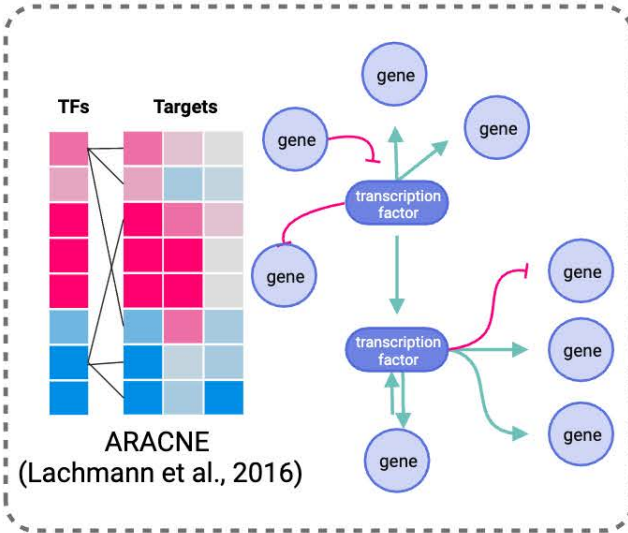 TFs
Targets
ARACNE
(Lachmann et al., 2016)
gene
gene
gene
transcription
factor
gene
transcription
factor
gene
gene
gene
gene